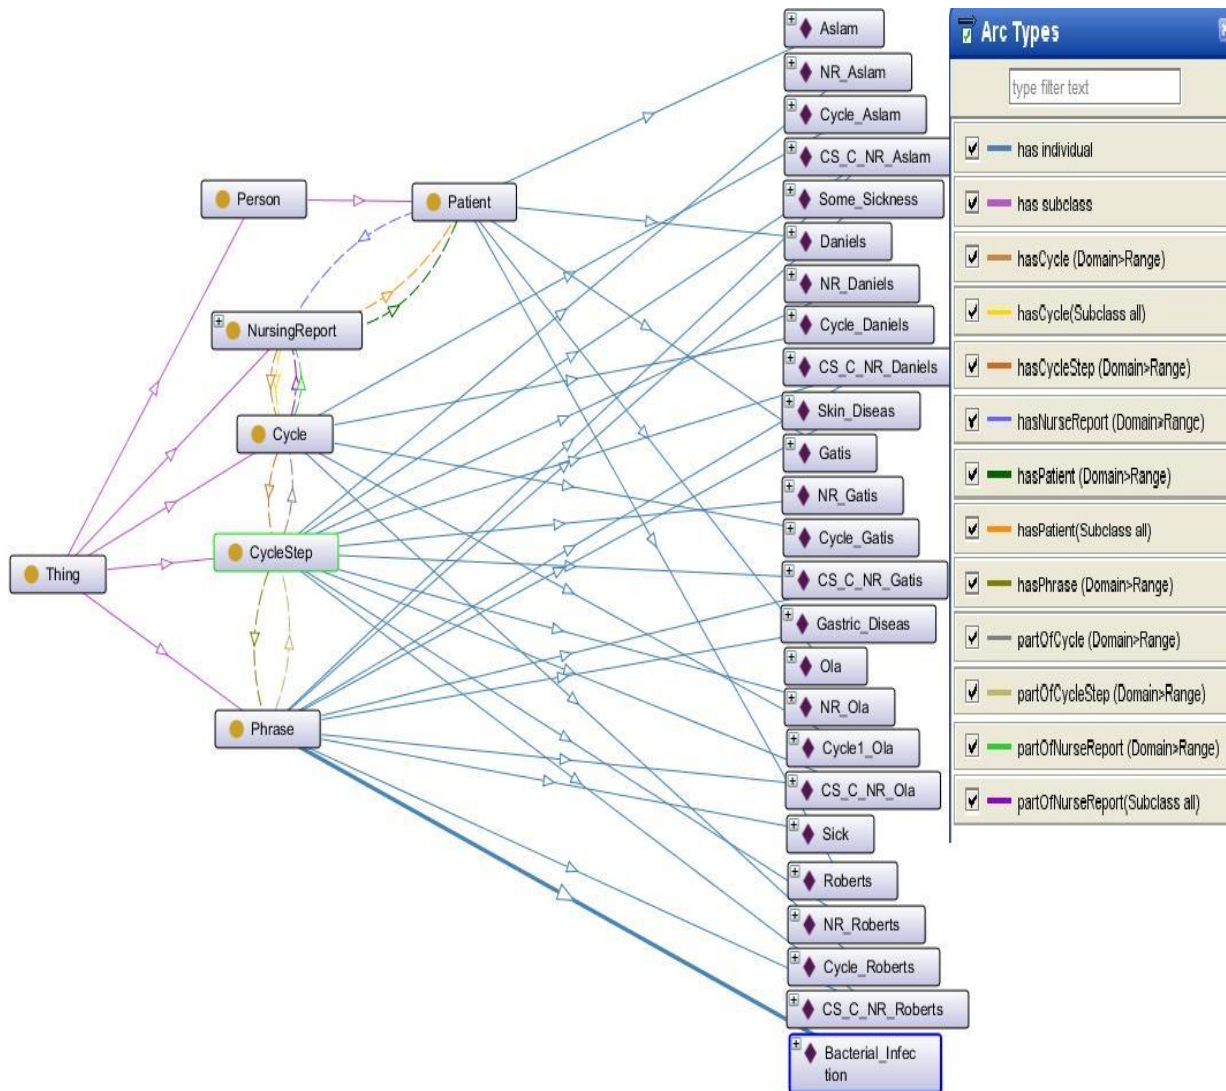 Aslam
NR_Aslam
Cycle_Aslam
CS_C_NR_Aslam
Some_Sickness
Daniels
NR_Daniels
Cycle_Daniels
CS_C_NR_Daniels
Skin_Diseas
Gatis
NR_Gatis
Cycle_Gatis
CS_C_NR_Gatis
Gastric_Diseas
Ola
NR_Ola
Cycle1_Ola
CS_C_NR_Ola
Sick
Roberts
NR_Roberts
Cycle_Roberts
CS_C_NR_Roberts
Bacterial_Infec
tion
Person
Patient
NursingReport
Cycle
CycleStep
Thing
Phrase
Arc Types
type filter text
has individual
has subclass
hasCycle (Domain>Range)
hasCycle(Subclass all)
hasCycleStep (Domain>Range)
hasNurseReport (Domain>Range)
hasPatient (Domain>Range)
hasPatient(Subclass all)
hasPhrase (Domain>Range)
partOfCycle (Domain>Range)
partOfCycleStep (Domain>Range)
partOfNurseReport (Domain>Range)
partOfNurseReport(Subclass all)